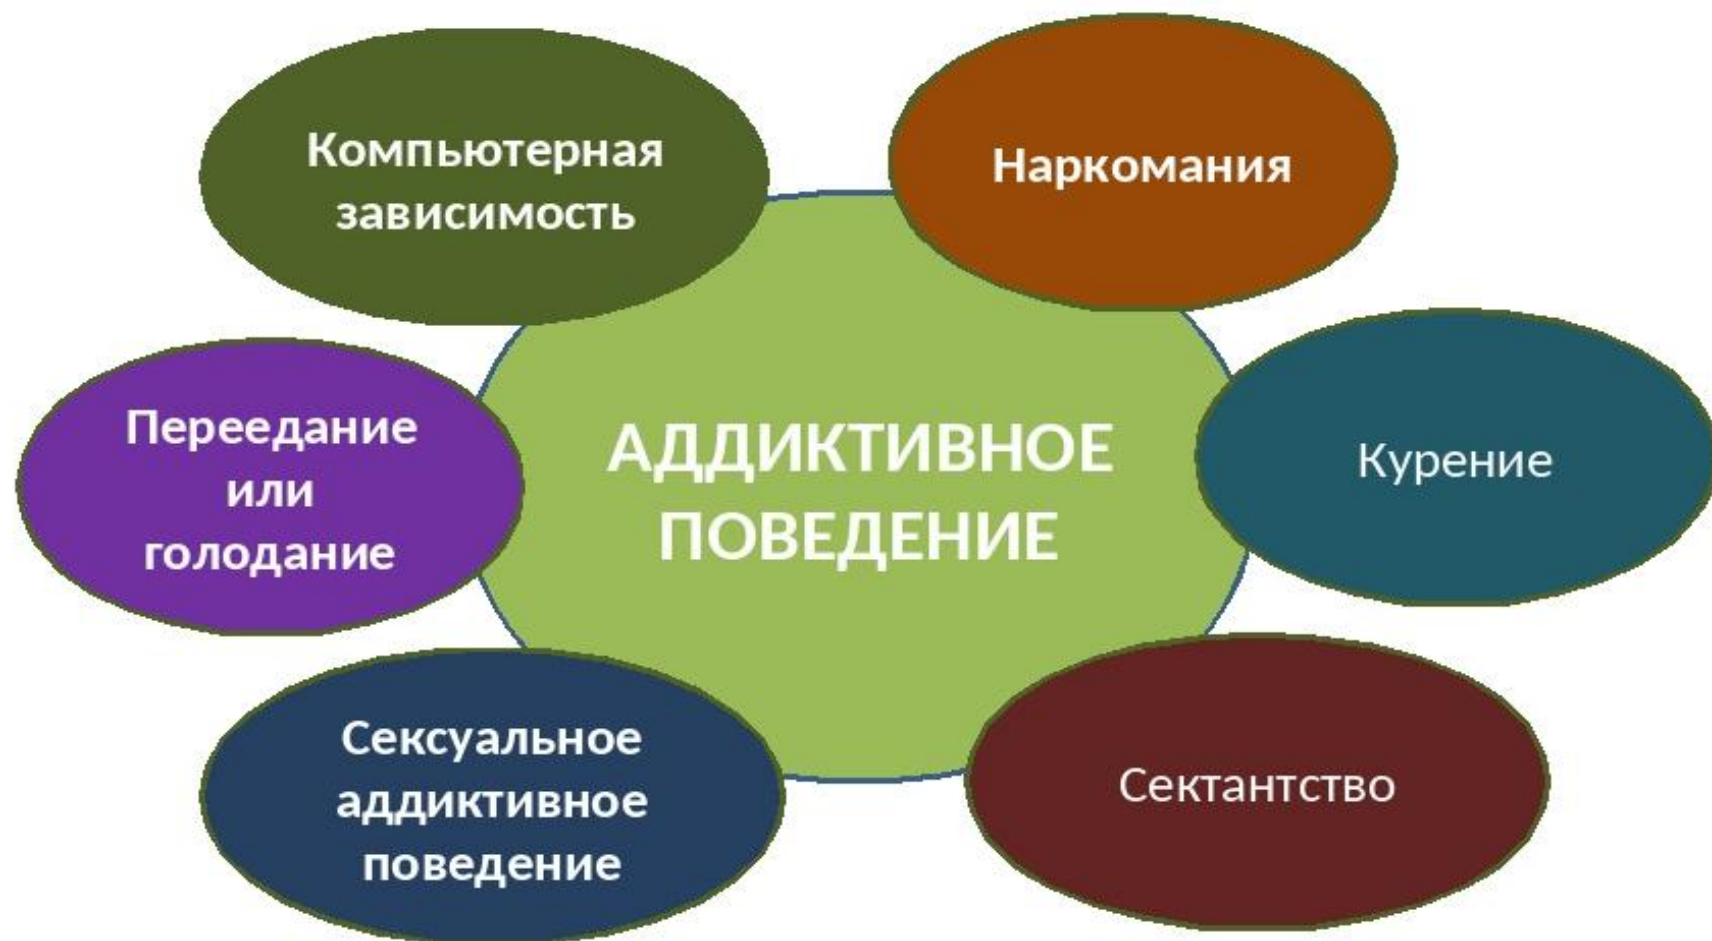 Компьютерная
зависимость
Наркомания
Переедание
или
голодание
АДДИКТИВНОЕ
ПОВЕДЕНИЕ
Курение
Сексуальное
аддиктивное
поведение
Сектантство